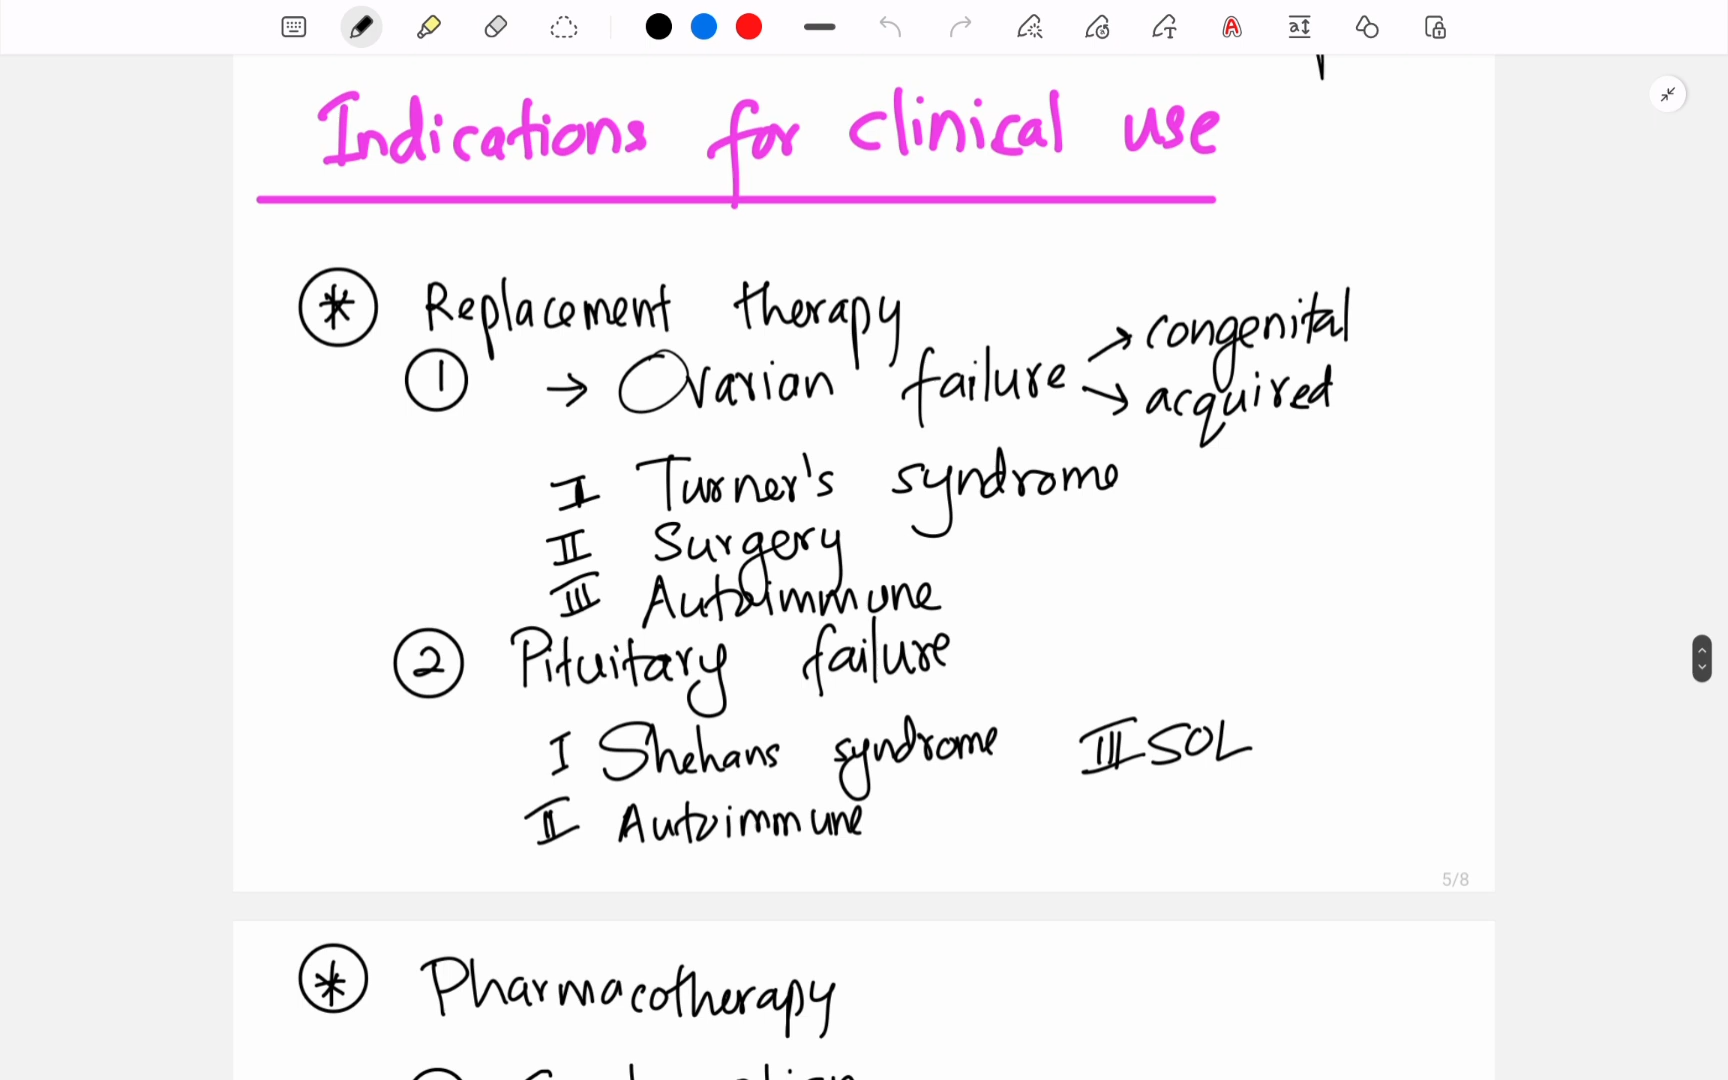 Indications for clinical use
* Replacement therapy
1 → Ovarian failure → congenital
→ acquired
I Turner's syndrome
II Surgery
III Autoimmune
2 Pituitary failure
I Shehans syndrome III SOL
II Autoimmune
5/8
* Pharmacotherapy